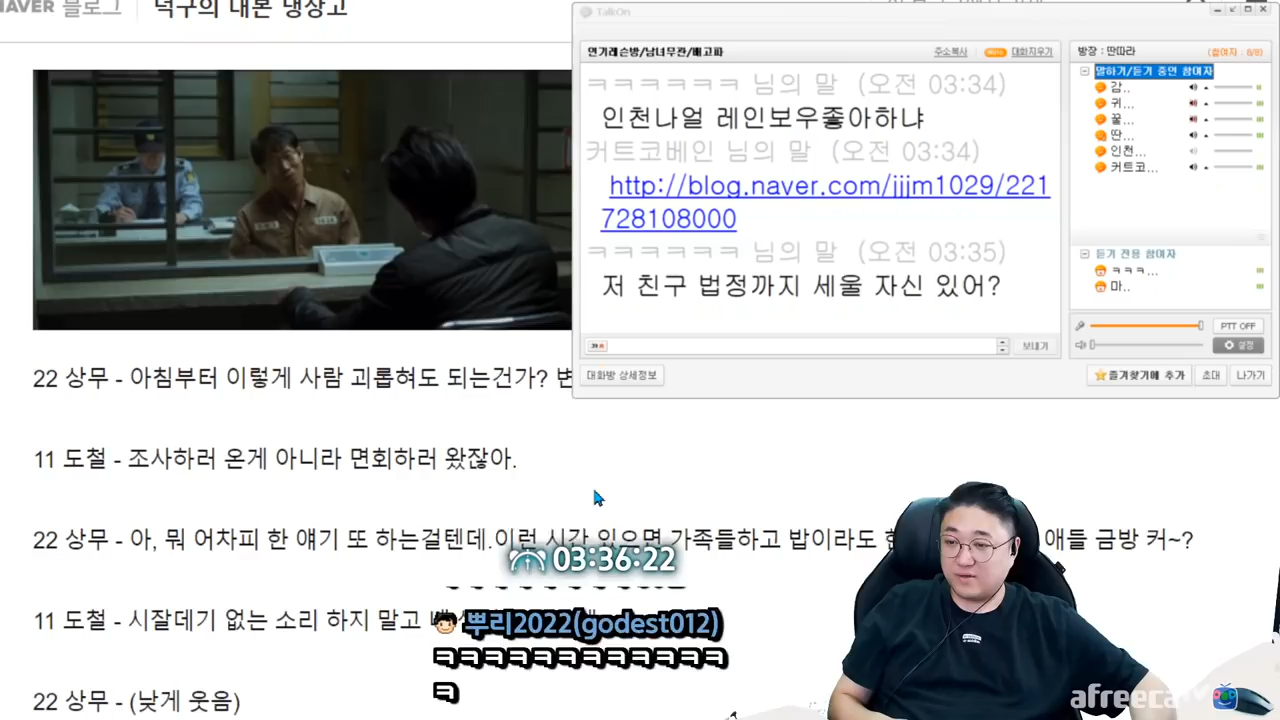 NAVER 블로그
덕구의 대본 냉장고
TalkOn
연기레슨방/남녀무관/배고파
주소복사
대화지우기
ㅋㅋㅋㅋㅋㅋㅋ 님의 말 (오전 03:34)
인천나얼 레인보우좋아하냐
커트코베인 님의 말 (오전 03:34)
http://blog.naver.com/jjjm1029/221
728108000
ㅋㅋㅋㅋㅋㅋㅋ 님의 말 (오전 03:35)
저 친구 법정까지 세울 자신 있어?
보내기
대화방 상세정보
방장 : 딴따라
(참여자 : 8/8)
말하기/듣기 중인 참여자
감..
귀...
꿀...
딴...
인천...
커트코...
듣기 전용 참여자
ㅋㅋㅋ...
마..
PTT OFF
설정
즐겨찾기에 추가
초대
나가기
22 상무 - 아침부터 이렇게 사람 괴롭혀도 되는건가?
11 도철 - 조사하러 온게 아니라 면회하러 왔잖아.
22 상무 - 아, 뭐 어차피 한 얘기 또 하는걸텐데.이런 시간 있으면 가족들하고 밥이라도 애들 금방 커~?
03:36:22
11 도철 - 시잘데기 없는 소리 하지 말고
뿌리2022(godest012)
ㅋㅋㅋㅋㅋㅋㅋㅋㅋㅋㅋㅋ
ㅋ
22 상무 - (낮게 웃음)
afreeca